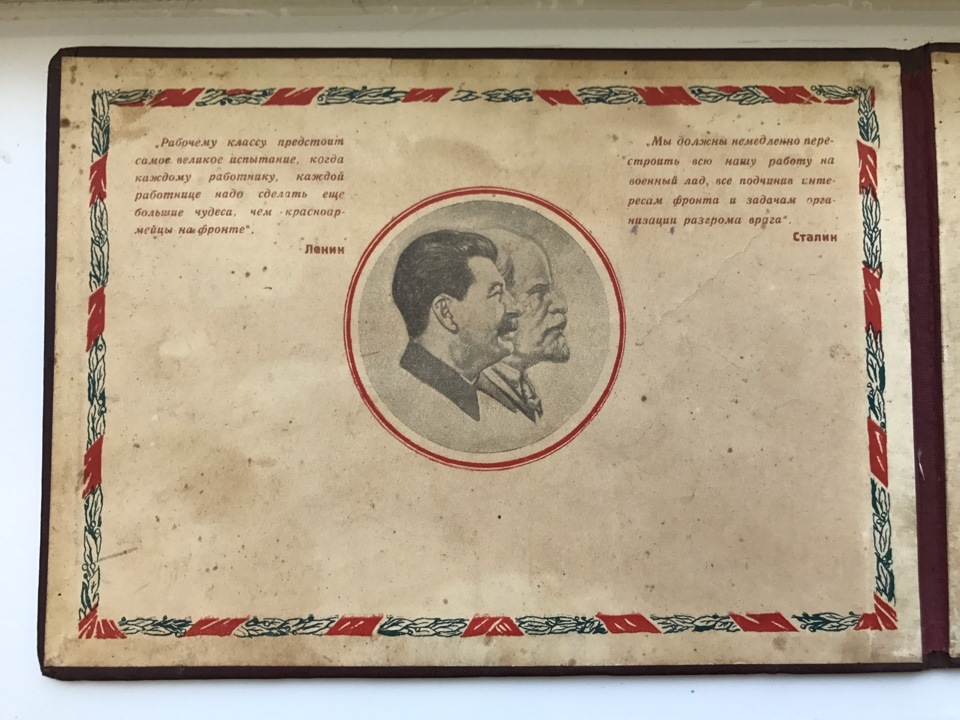 „Рабочему классу предстоит
самое великое испытание, когда
каждому работнику, каждой
работнице надо сделать еще
большие чудеса, чем красноар-
мейцы на фронте“.
Ленин
„Мы должны немедленно пере-
строить всю нашу работу на
военный лад, все подчинив инте-
ресам фронта и задачам орга-
низации разгрома врага“.
Сталин